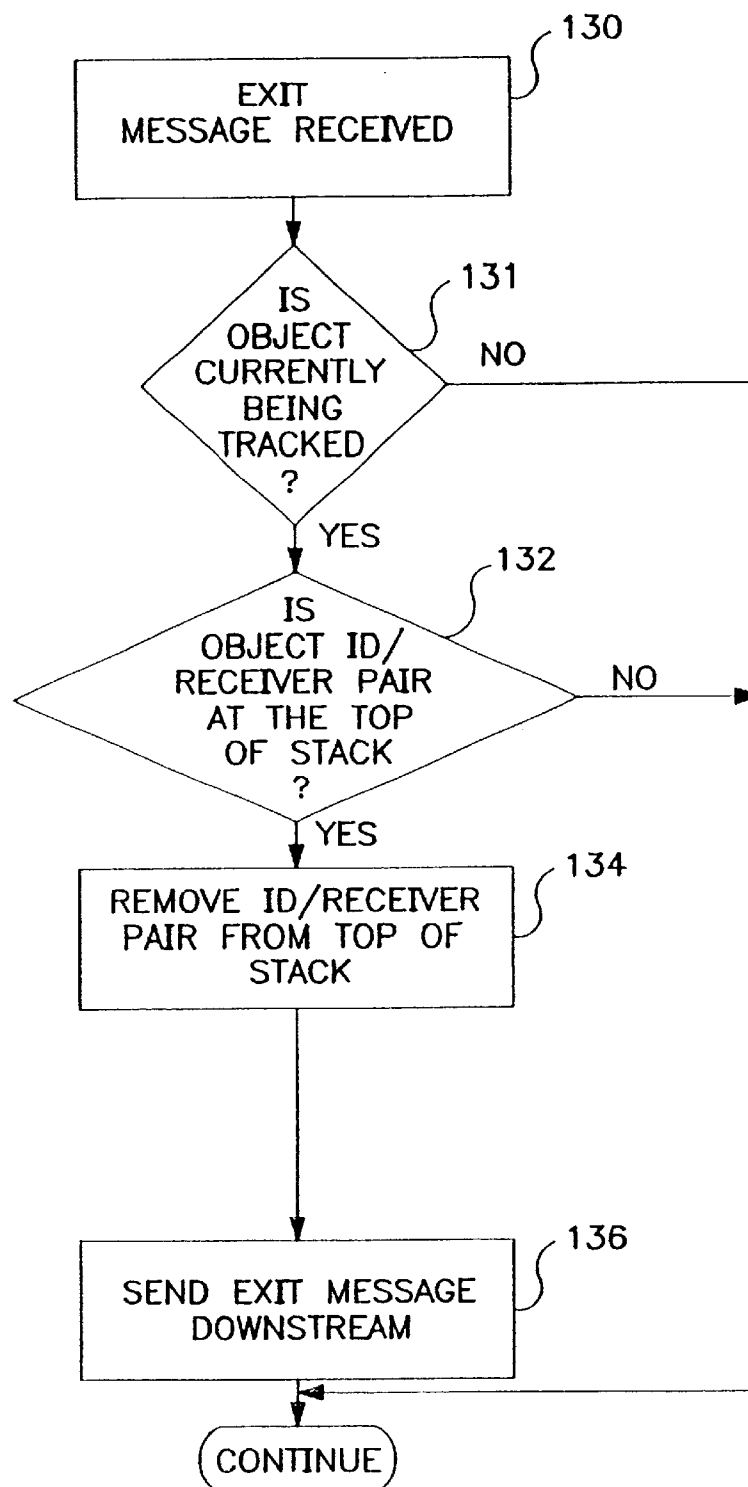 130
EXIT
MESSAGE RECEIVED
131
IS
OBJECT
CURRENTLY
BEING
TRACKED
?
NO
YES
132
IS
OBJECT ID/
RECEIVER PAIR
AT THE TOP
OF STACK
?
NO
YES
134
REMOVE ID/RECEIVER
PAIR FROM TOP OF
STACK
136
SEND EXIT MESSAGE
DOWNSTREAM
CONTINUE